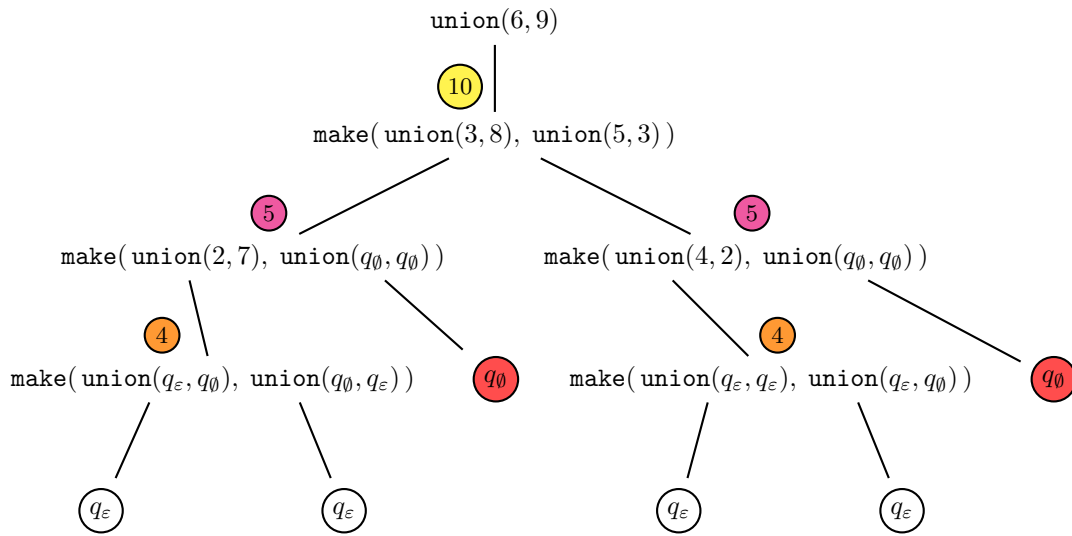 union(6, 9)
10
make( union(3, 8), union(5, 3) )
5
5
make( union(2, 7), union(q∅, q∅) )
make( union(4, 2), union(q∅, q∅) )
4
4
make( union(qε, q∅), union(q∅, qε) )
q∅
make( union(qε, qε), union(qε, q∅) )
q∅
qε
qε
qε
qε